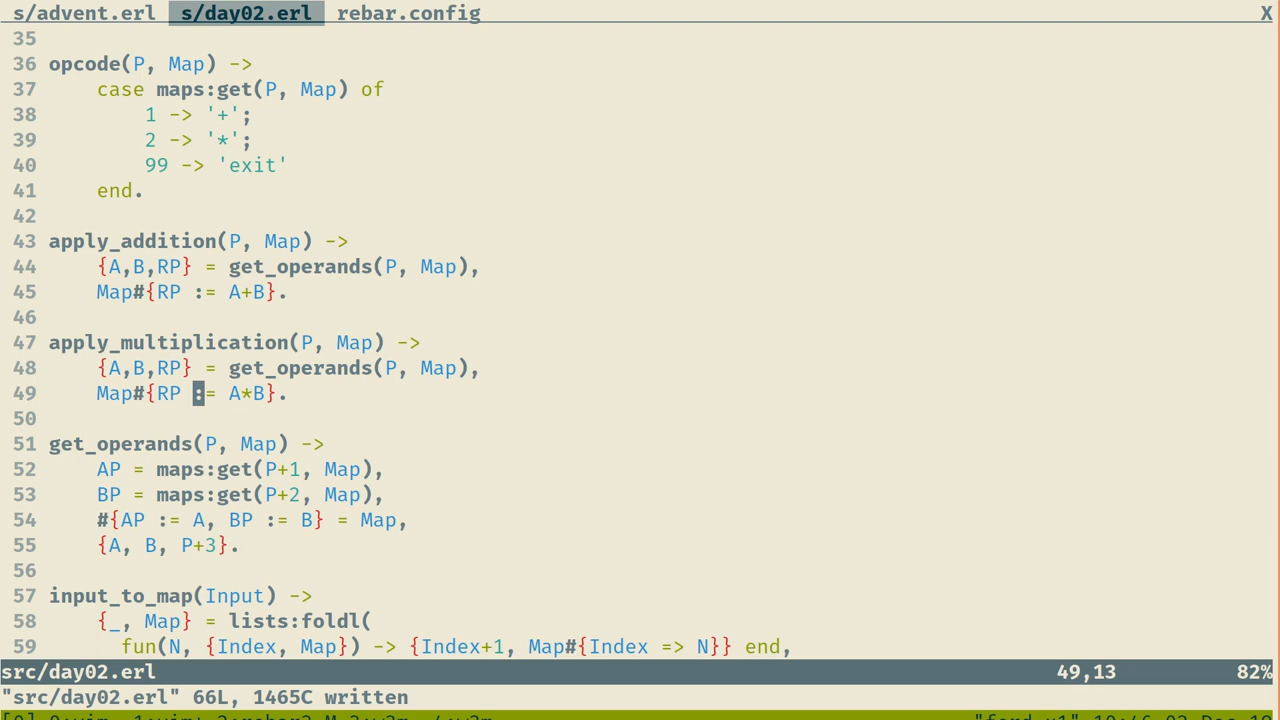 s/advent.erl s/day02.erl rebar.config X
35
36 opcode(P, Map) ->
37     case maps:get(P, Map) of
38         1 -> '+';
39         2 -> '*';
40         99 -> 'exit'
41     end.
42
43 apply_addition(P, Map) ->
44     {A,B,RP} = get_operands(P, Map),
45     Map#{RP := A+B}.
46
47 apply_multiplication(P, Map) ->
48     {A,B,RP} = get_operands(P, Map),
49     Map#{RP := A*B}.
50
51 get_operands(P, Map) ->
52     AP = maps:get(P+1, Map),
53     BP = maps:get(P+2, Map),
54     #{AP := A, BP := B} = Map,
55     {A, B, P+3}.
56
57 input_to_map(Input) ->
58     {_, Map} = lists:foldl(
59       fun(N, {Index, Map}) -> {Index+1, Map#{Index => N}} end,
src/day02.erl 49,13 82%
"src/day02.erl" 66L, 1465C written